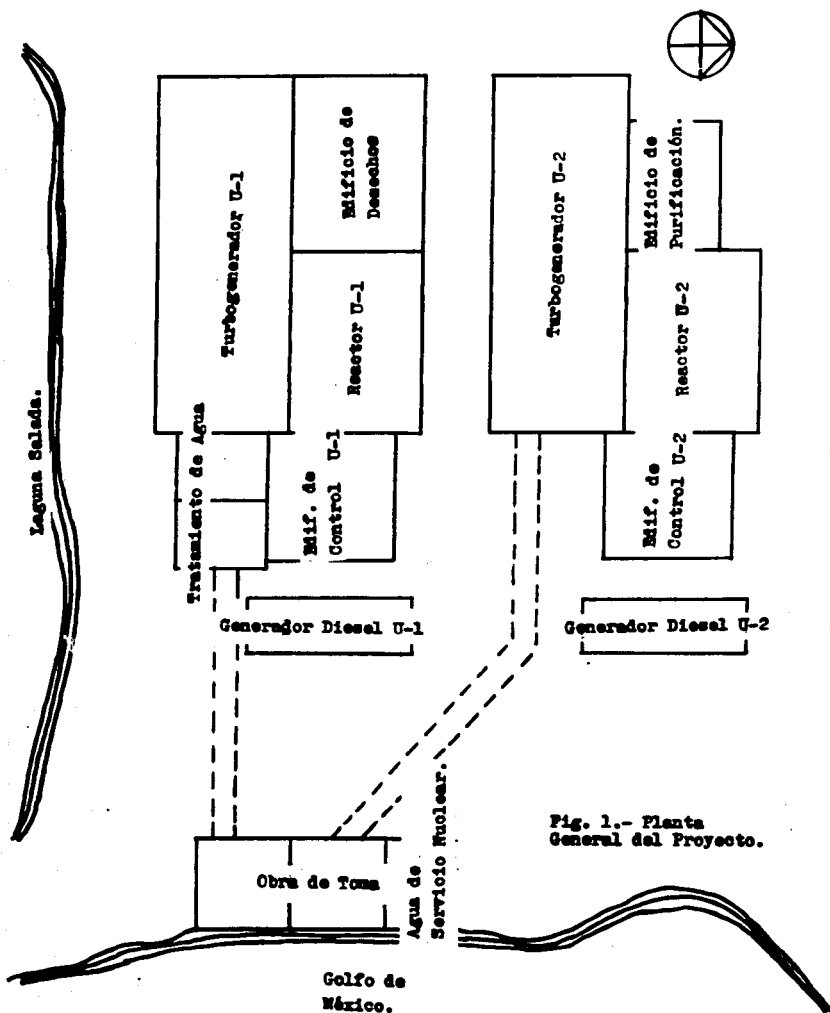 Turbogenerador U-1
Edificio de
Desechos
Turbogenerador U-2
Edificio de
Purificación.
Reactor U-1
Reactor U-2
Laguna Salada.
Tratamiento de Agua
Edif. de
Control U-1
Edif. de
Control U-2
Generador Diesel U-1
Generador Diesel U-2
Fig. 1.- Planta
General del Proyecto.
Obra de Toma
Agua de
Servicio Nuclear.
Golfo de
México.